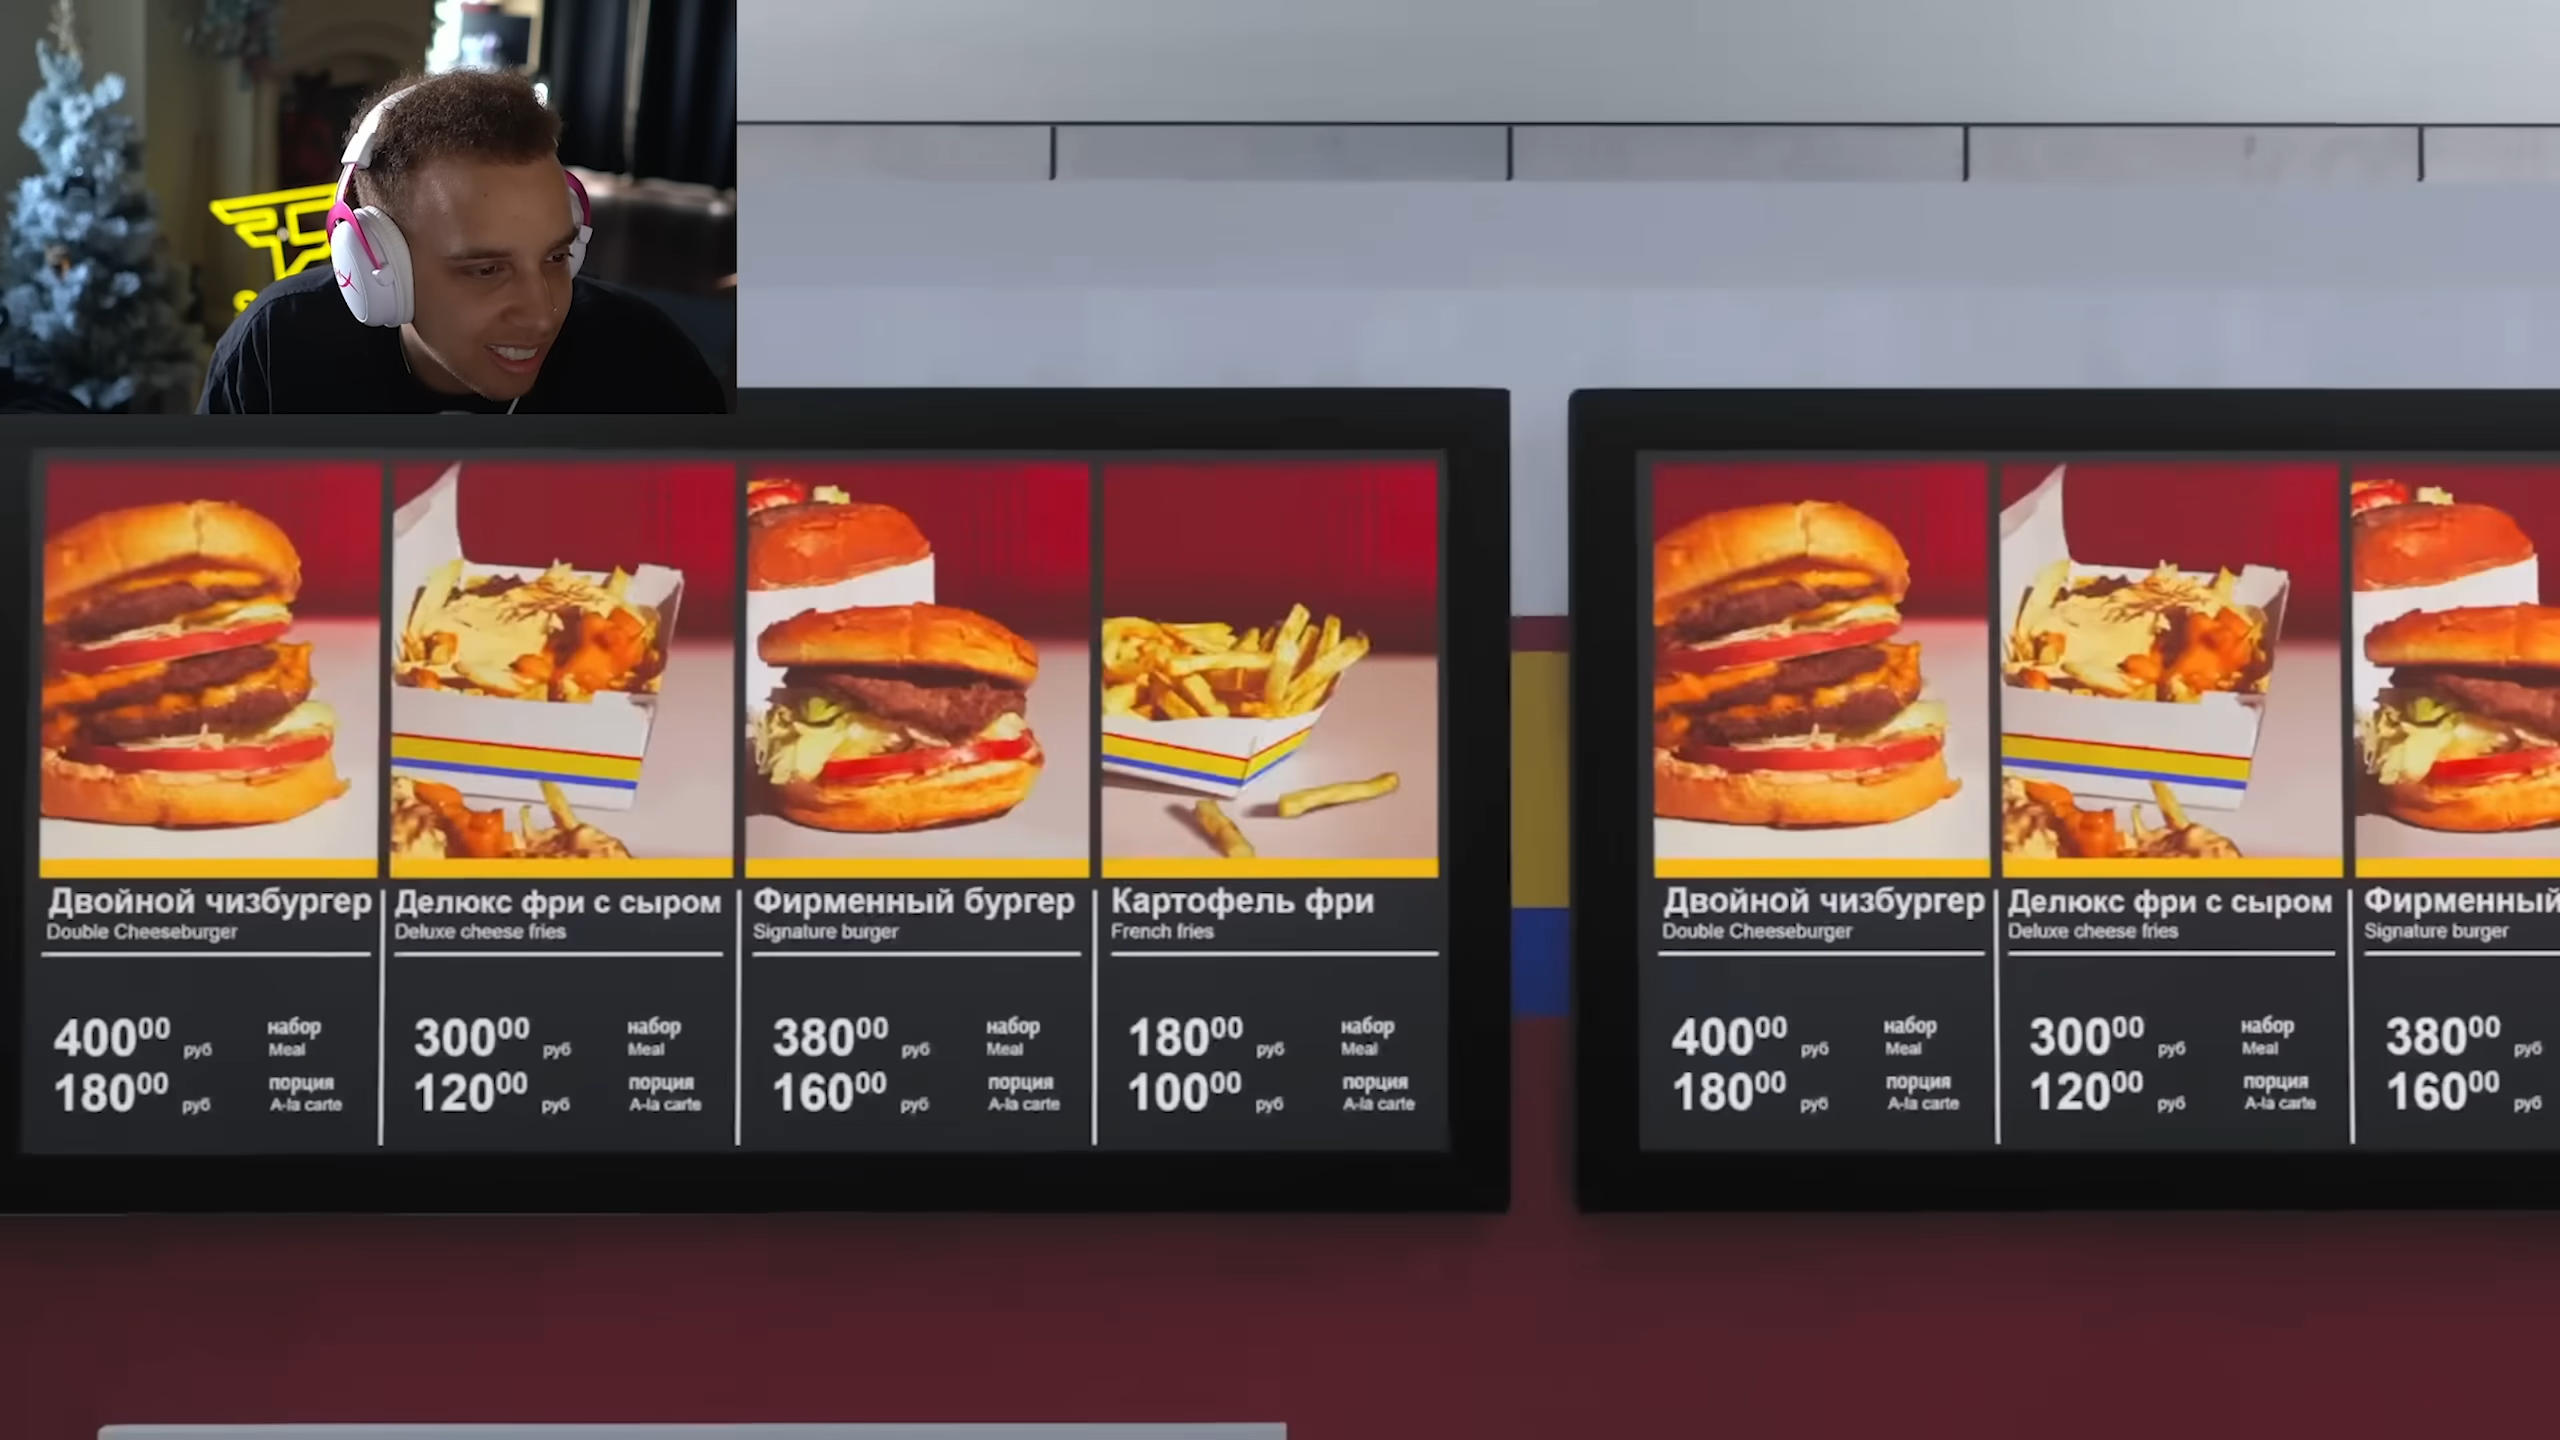 Двойной чизбургер
Double Cheeseburger
400⁰⁰ руб набор
Meal
180⁰⁰ руб порция
A-la carte
Делюкс фри с сыром
Deluxe cheese fries
300⁰⁰ руб набор
Meal
120⁰⁰ руб порция
A-la carte
Фирменный бургер
Signature burger
380⁰⁰ руб набор
Meal
160⁰⁰ руб порция
A-la carte
Картофель фри
French fries
180⁰⁰ руб набор
Meal
100⁰⁰ руб порция
A-la carte
Двойной чизбургер
Double Cheeseburger
400⁰⁰ руб набор
Meal
180⁰⁰ руб порция
A-la carte
Делюкс фри с сыром
Deluxe cheese fries
300⁰⁰ руб набор
Meal
120⁰⁰ руб порция
A-la carte
Фирменный
Signature burger
380⁰⁰ руб
160⁰⁰ руб